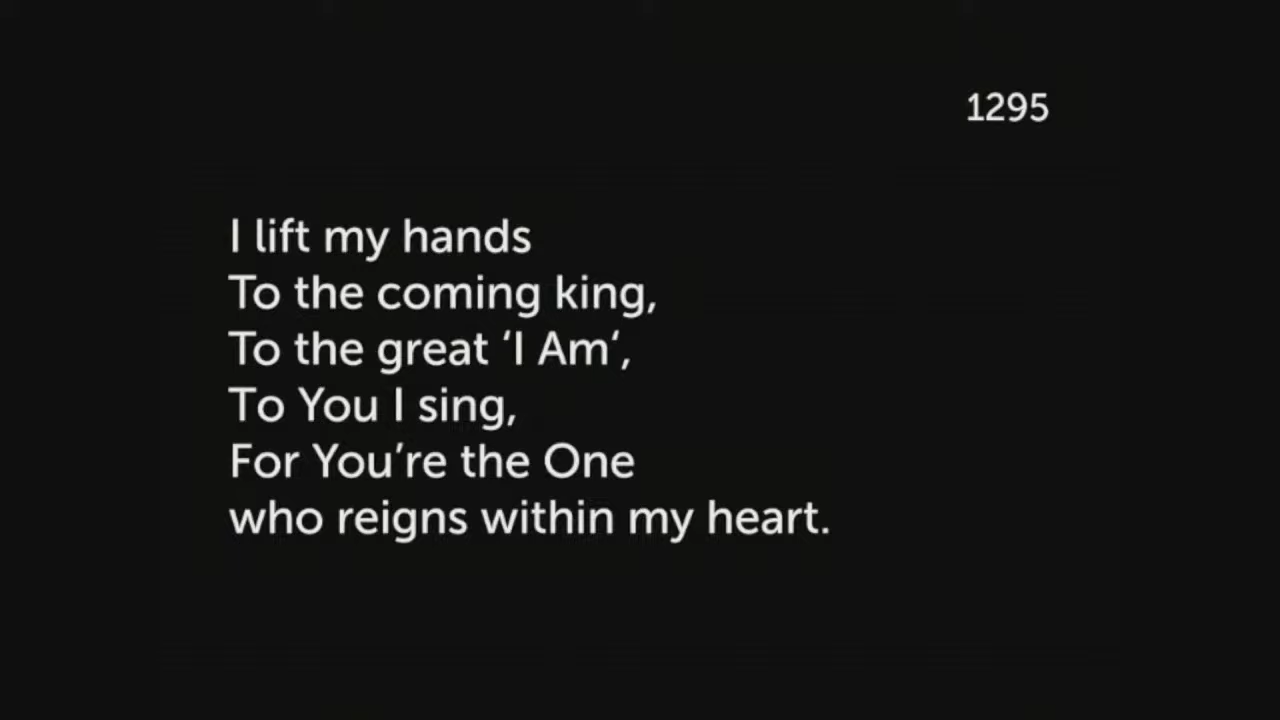 1295
I lift my hands
To the coming king,
To the great ‘I Am‘,
To You I sing,
For You’re the One
who reigns within my heart.